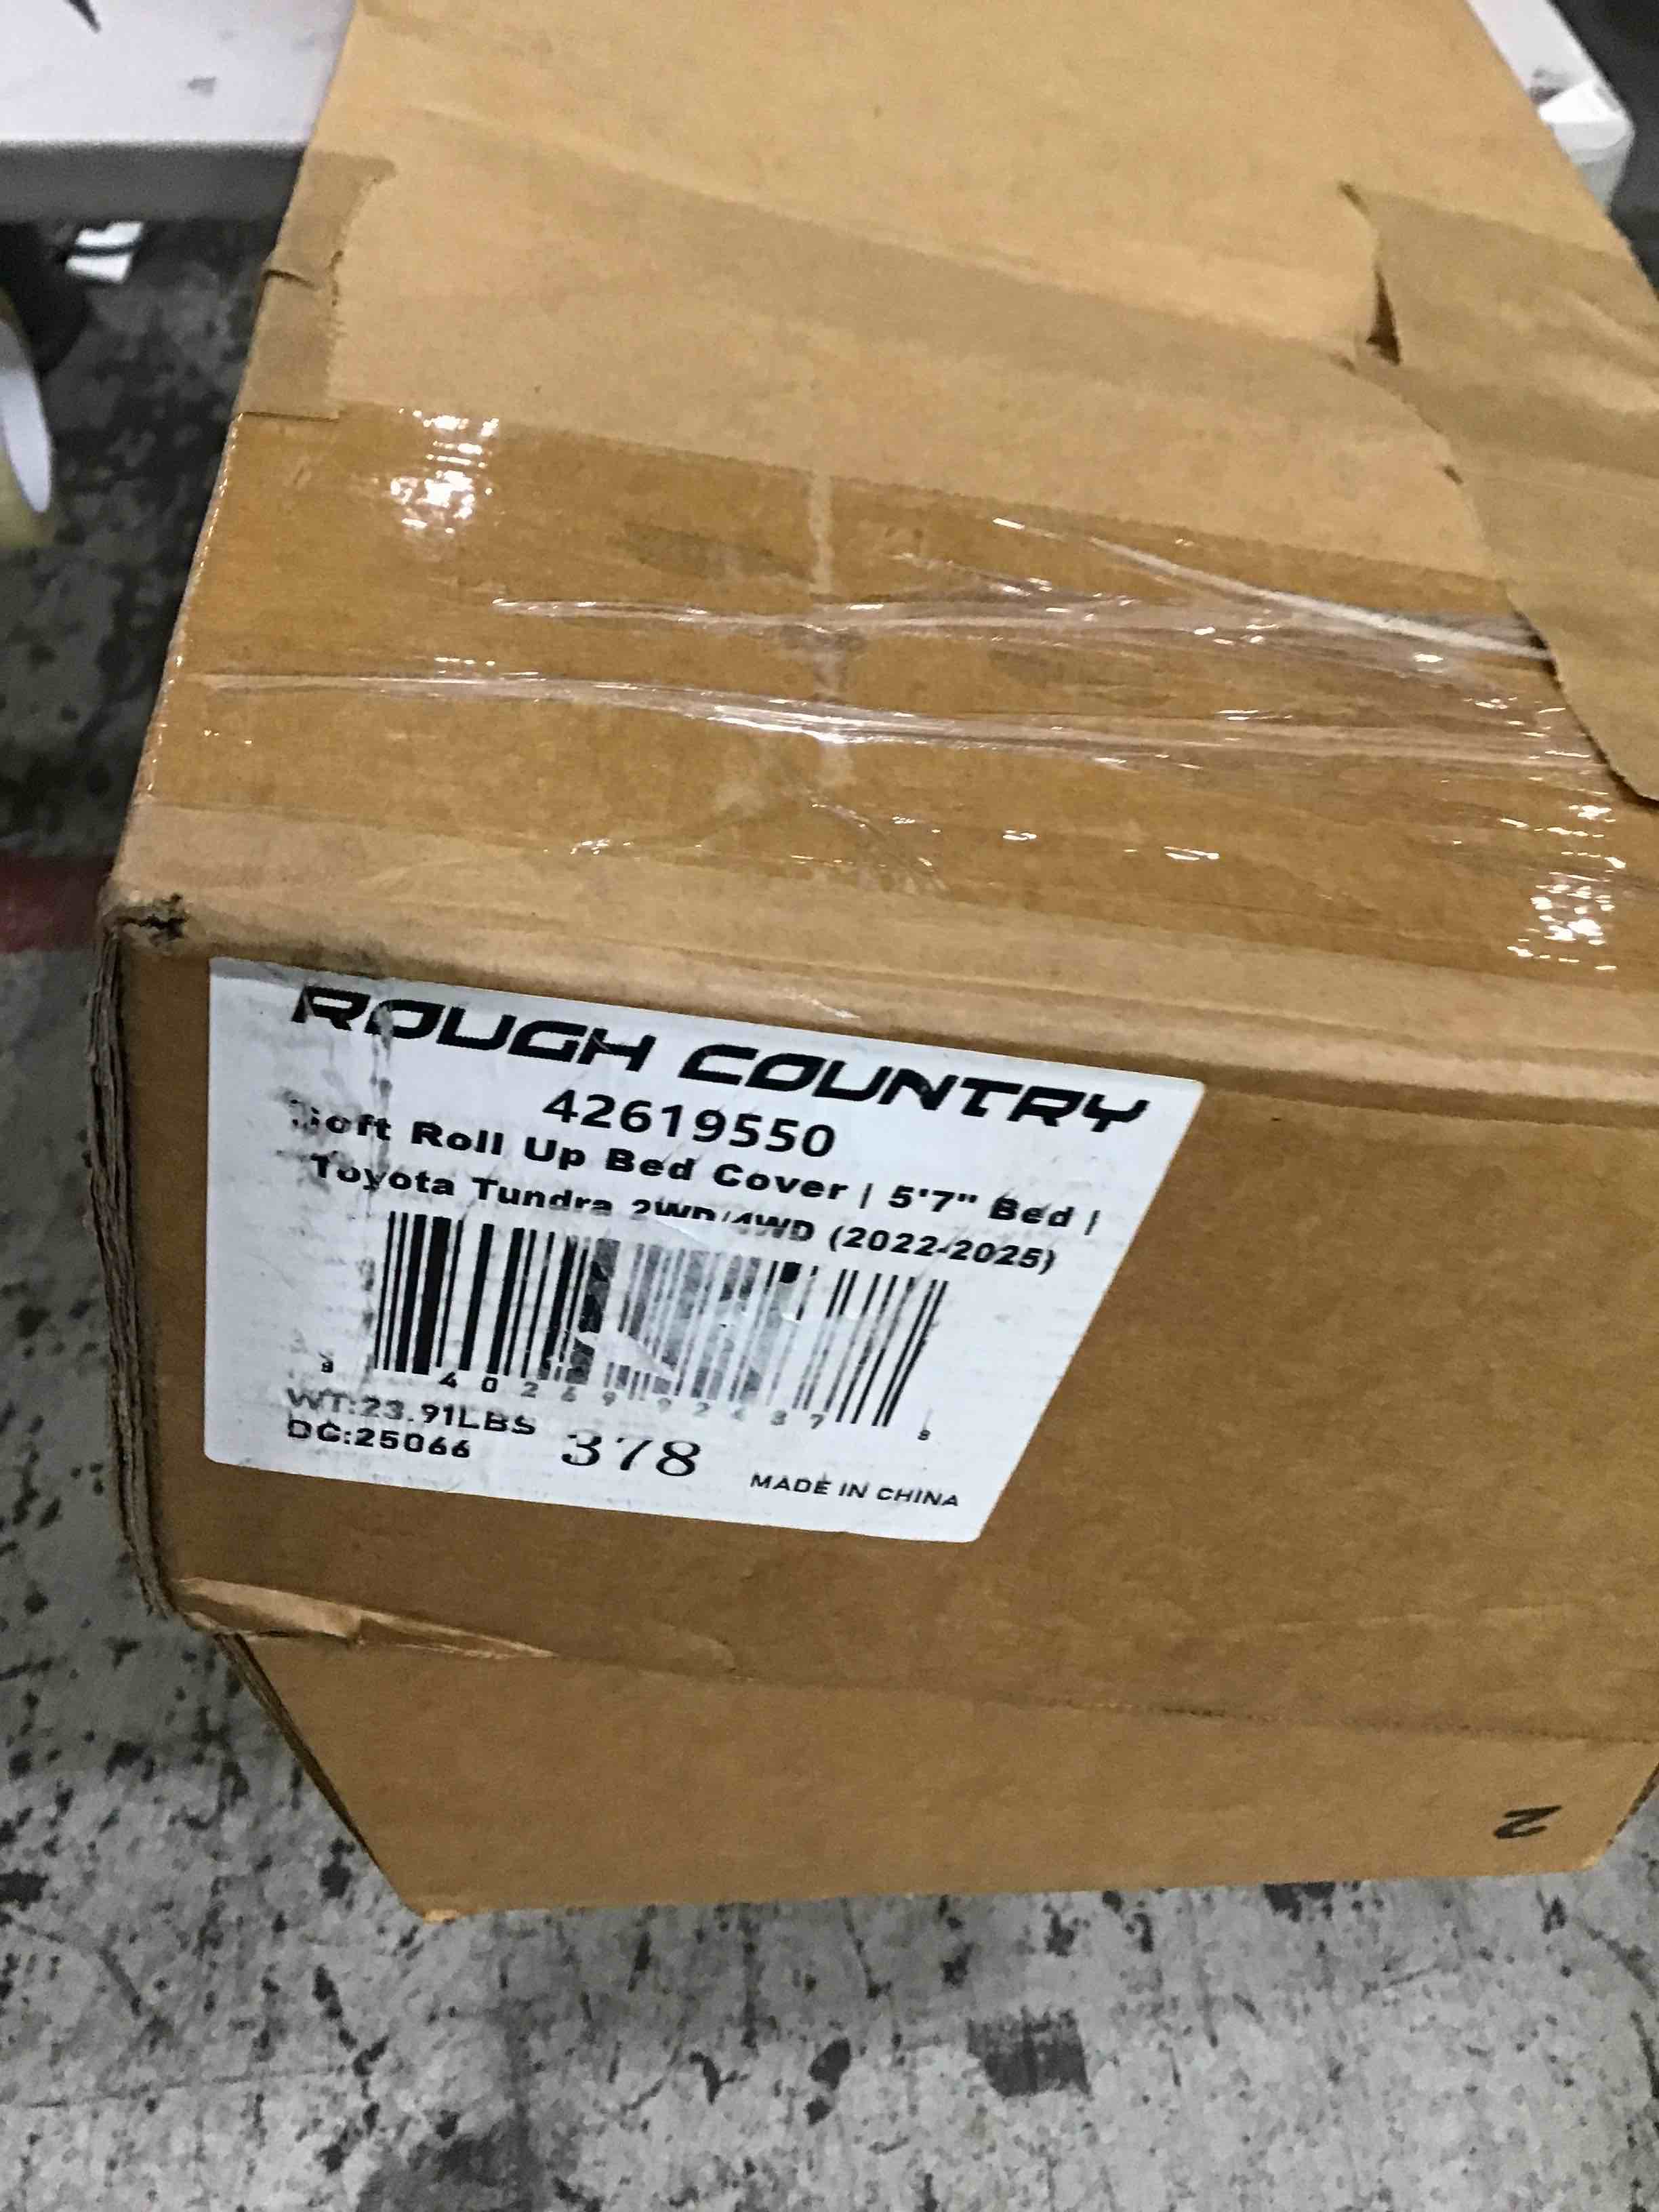 ROUGH COUNTRY
42619550
Soft Roll Up Bed Cover | 5'7" Bed |
Toyota Tundra 2WD/4WD (2022-2025)
WT:23.91LBS
DC:25066
378
MADE IN CHINA
2